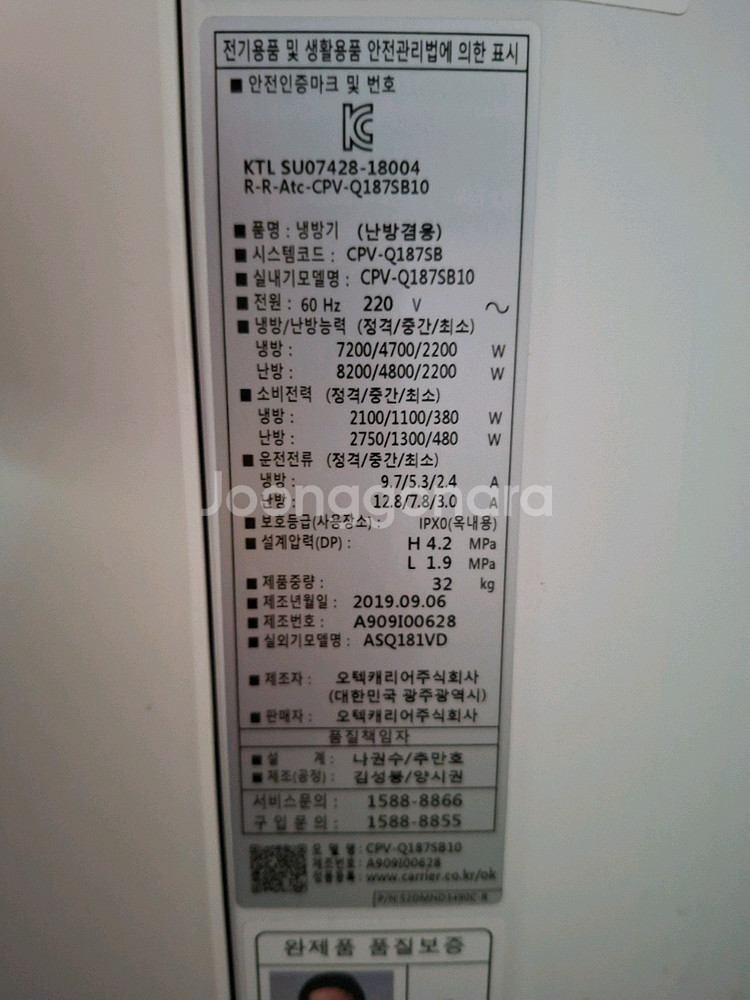 전기용품 및 생활용품 안전관리법에 의한 표시
■ 안전인증마크 및 번호
KTL SU07428-18004
R-R-Atc-CPV-Q187SB10
■ 품명 : 냉방기 (난방겸용)
■ 시스템코드 : CPV-Q187SB
■ 실내기모델명 : CPV-Q187SB10
■ 전원 : 60 Hz 220 V ~
■ 냉방/난방능력 (정격/중간/최소)
냉방 : 7200/4700/2200 W
난방 : 8200/4800/2200 W
■ 소비전력 (정격/중간/최소)
냉방 : 2100/1100/380 W
난방 : 2750/1300/480 W
■ 운전전류 (정격/중간/최소)
냉방 : 9.7/5.3/2.4 A
난방 : 12.8/7.8/3.0 A
Joonagonara
■ 보호등급(사용장소) : IPX0(옥내용)
■ 설계압력(DP) : H 4.2 MPa
L 1.9 MPa
■ 제품중량 : 32 kg
■ 제조년월일 : 2019.09.06
■ 제조번호 : A909I00628
■ 실외기모델명 : ASQ181VD
■ 제조자 : 오텍캐리어주식회사
(대한민국 광주광역시)
■ 판매자 : 오텍캐리어주식회사
품질책임자
■ 설 계 : 나권수/추만호
■ 제조(공정) : 김성봉/양시권
서비스문의 : 1588-8866
구입문의 : 1588-8855
모델명 : CPV-Q187SB10
제조번호 : A909I00628
정품등록 : www.carrier.co.kr/ok
완제품 품질보증